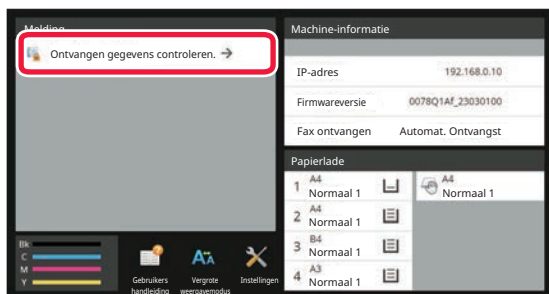 Melding
Ontvangen gegevens controleren. →
Bk
C
M
Y
Gebruikers
handleiding
Vergrote
weergavemodus
Instellingen
Machine-informatie
IP-adres 192.168.0.10
Firmwareversie 0078Q1Af_23030100
Fax ontvangen Automat. Ontvangst
Papierlade
1 A4
Normaal 1
2 A4
Normaal 1
3 B4
Normaal 1
4 A3
Normaal 1
A4
Normaal 1